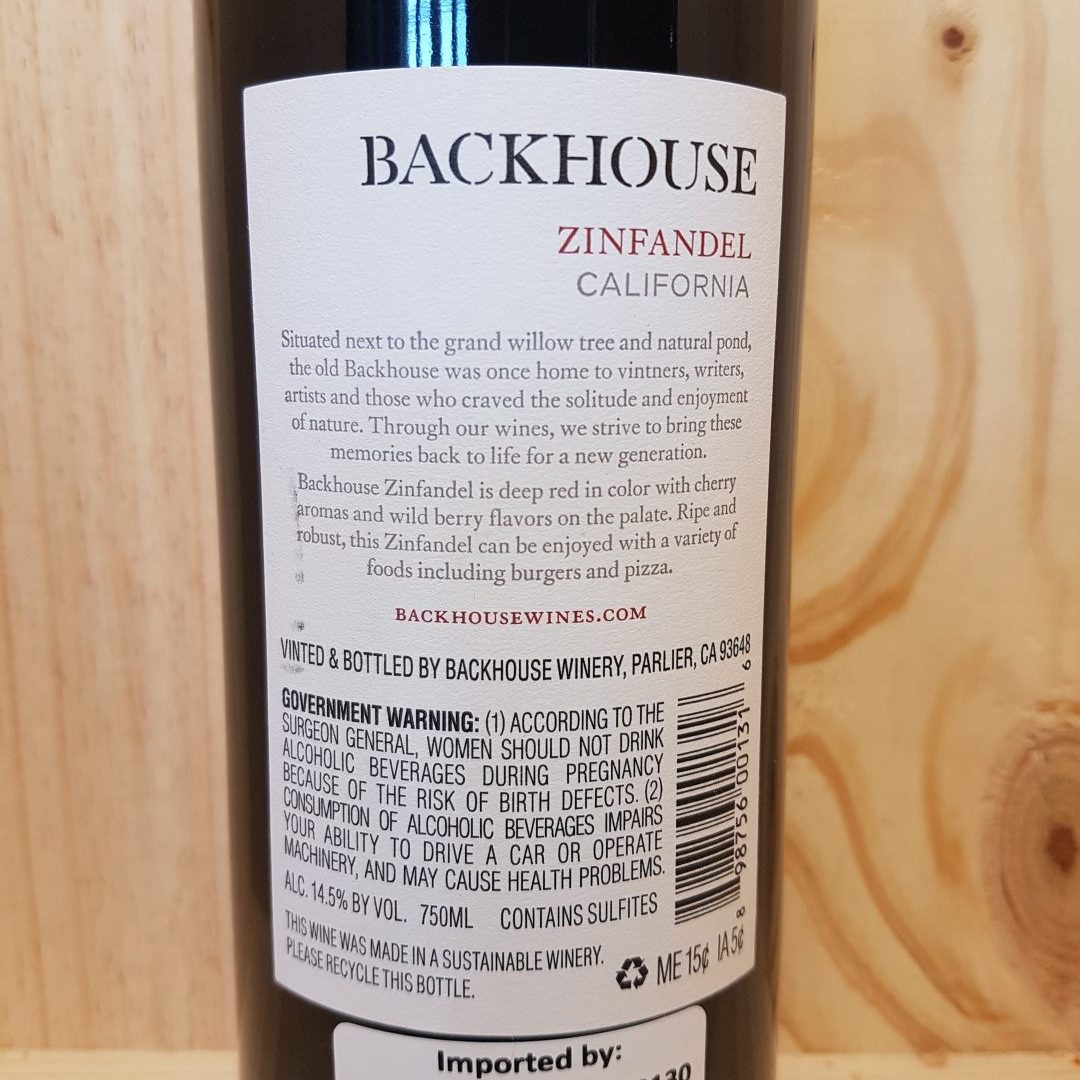 BACKHOUSE
ZINFANDEL
CALIFORNIA
Situated next to the grand willow tree and natural pond,
the old Backhouse was once home to vintners, writers,
artists and those who craved the solitude and enjoyment
of nature. Through our wines, we strive to bring these
memories back to life for a new generation.
Backhouse Zinfandel is deep red in color with cherry
aromas and wild berry flavors on the palate. Ripe and
robust, this Zinfandel can be enjoyed with a variety of
foods including burgers and pizza.
BACKHOUSEWINES.COM
VINTED & BOTTLED BY BACKHOUSE WINERY, PARLIER, CA 93648
GOVERNMENT WARNING: (1) ACCORDING TO THE
SURGEON GENERAL, WOMEN SHOULD NOT DRINK
ALCOHOLIC BEVERAGES DURING PREGNANCY
BECAUSE OF THE RISK OF BIRTH DEFECTS. (2)
CONSUMPTION OF ALCOHOLIC BEVERAGES IMPAIRS
YOUR ABILITY TO DRIVE A CAR OR OPERATE
MACHINERY, AND MAY CAUSE HEALTH PROBLEMS.
8 98756 00131 6
ALC. 14.5% BY VOL. 750ML CONTAINS SULFITES
THIS WINE WAS MADE IN A SUSTAINABLE WINERY.
PLEASE RECYCLE THIS BOTTLE.
ME 15¢ IA 5¢
Imported by: